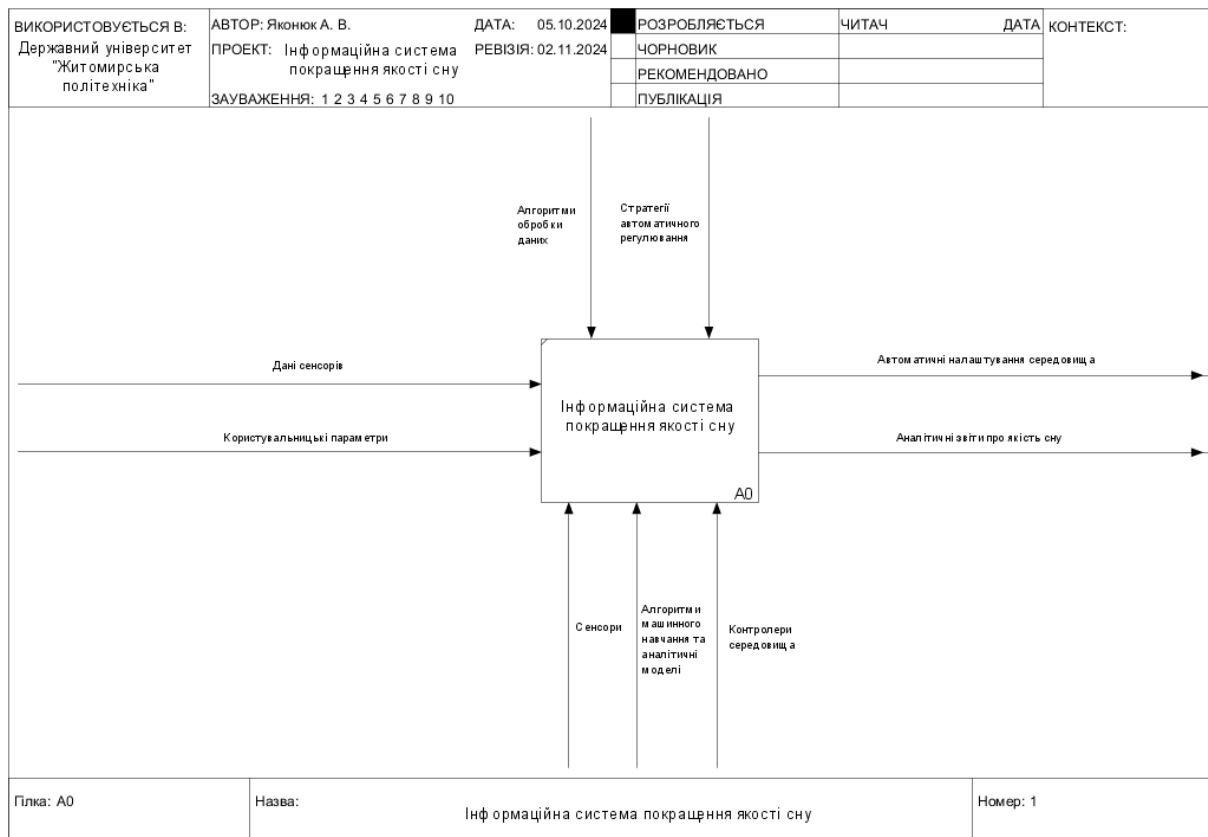 ВИКОРИСТОВУЄТЬСЯ В:
Державний університет
"Житомирська
політехніка"
АВТОР: Яконюк А. В.
ДАТА: 05.10.2024
ПРОЕКТ: Інформаційна система
покращення якості сну
РЕВІЗІЯ: 02.11.2024
ЗАУВАЖЕННЯ: 1 2 3 4 5 6 7 8 9 10
РОЗРОБЛЯЄТЬСЯ
ЧОРНОВИК
РЕКОМЕНДОВАНО
ПУБЛІКАЦІЯ
ЧИТАЧ
ДАТА
КОНТЕКСТ:
Алгоритми
обробки
даних
Стратегії
автоматичного
регулювання
Дані сенсорів
Користувальницькі параметри
Інформаційна система
покращення якості сну
A0
Автоматичні налаштування середовища
Аналітичні звіти про якість сну
Сенсори
Алгоритми
машинного
навчання та
аналітичні
моделі
Контролери
середовища
Гілка: A0
Назва:
Інформаційна система покращення якості сну
Номер: 1